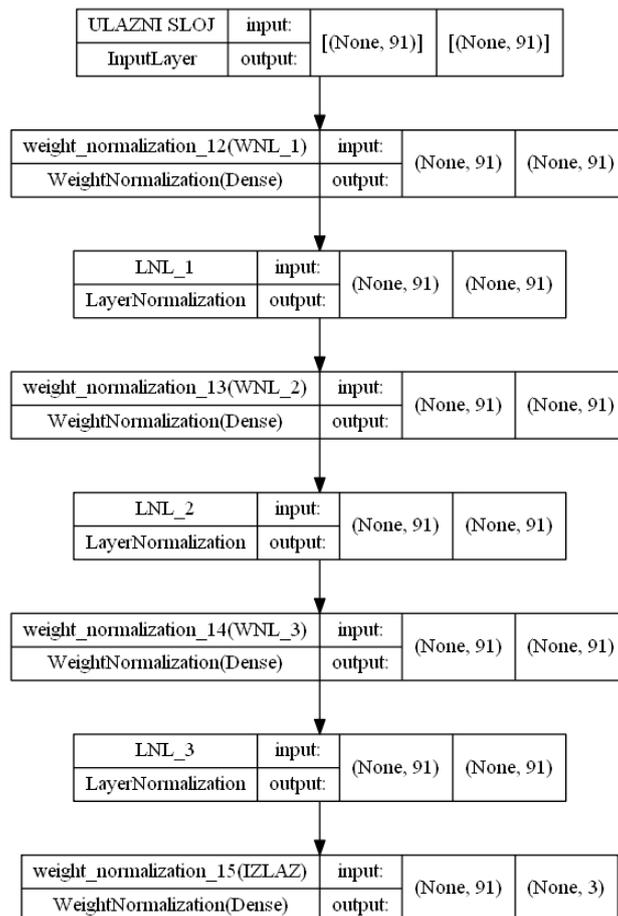 ULAZNI SLOJ input: [(None, 91)] [(None, 91)]
InputLayer output:
weight_normalization_12(WNL_1) input: (None, 91) (None, 91)
WeightNormalization(Dense) output:
LNL_1 input: (None, 91) (None, 91)
LayerNormalization output:
weight_normalization_13(WNL_2) input: (None, 91) (None, 91)
WeightNormalization(Dense) output:
LNL_2 input: (None, 91) (None, 91)
LayerNormalization output:
weight_normalization_14(WNL_3) input: (None, 91) (None, 91)
WeightNormalization(Dense) output:
LNL_3 input: (None, 91) (None, 91)
LayerNormalization output:
weight_normalization_15(IZLAZ) input: (None, 91) (None, 3)
WeightNormalization(Dense) output: